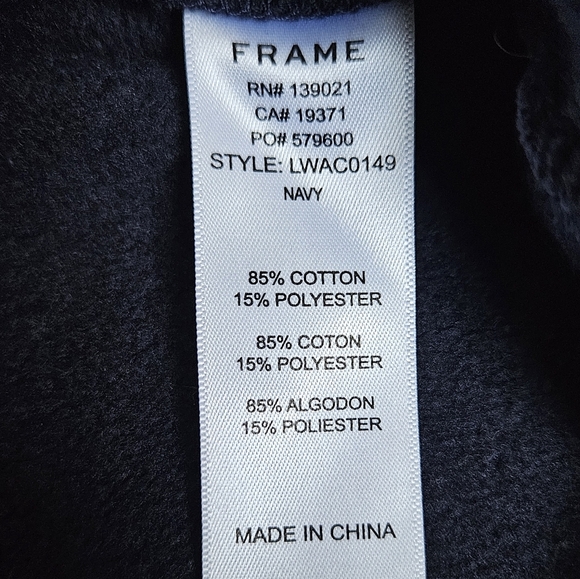 FRAME
RN# 139021
CA# 19371
PO# 579600
STYLE: LWAC0149
NAVY
85% COTTON
15% POLYESTER
85% COTON
15% POLYESTER
85% ALGODON
15% POLIESTER
MADE IN CHINA